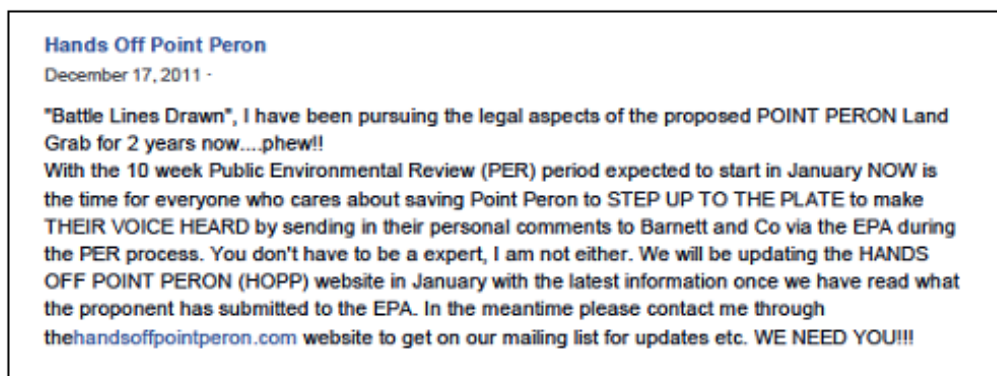 Hands Off Point Peron
December 17, 2011 ·
"Battle Lines Drawn", I have been pursuing the legal aspects of the proposed POINT PERON Land
Grab for 2 years now....phew!!
With the 10 week Public Environmental Review (PER) period expected to start in January NOW is
the time for everyone who cares about saving Point Peron to STEP UP TO THE PLATE to make
THEIR VOICE HEARD by sending in their personal comments to Barnett and Co via the EPA during
the PER process. You don't have to be a expert, I am not either. We will be updating the HANDS
OFF POINT PERON (HOPP) website in January with the latest information once we have read what
the proponent has submitted to the EPA. In the meantime please contact me through
thehandsoffpointperon.com website to get on our mailing list for updates etc. WE NEED YOU!!!